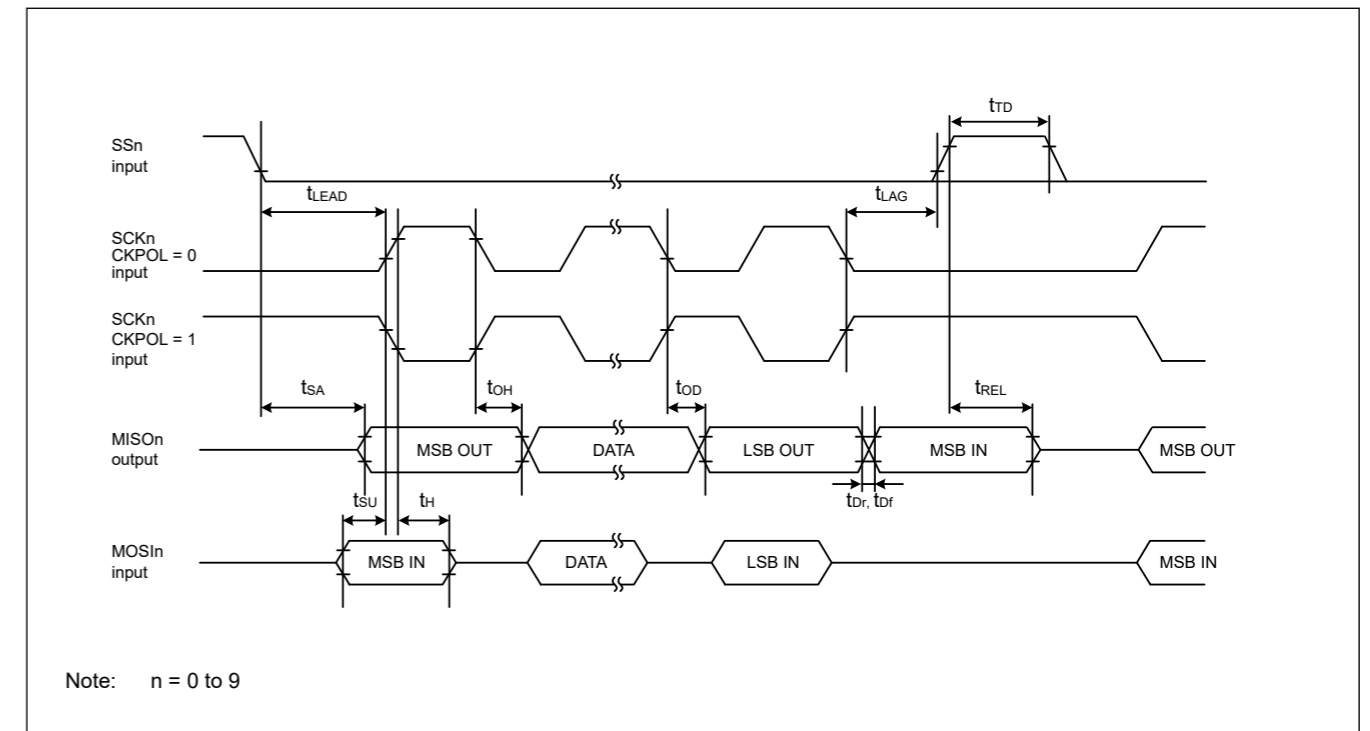 tTD
SSn
input
tLEAD
tLAG
SCKn
CKPOL = 0
input
SCKn
CKPOL = 1
input
tSA
tOH
tOD
tREL
MISOn
output
MSB OUT
DATA
LSB OUT
MSB IN
MSB OUT
tSU
tH
tDr, tDf
MOSIn
input
MSB IN
DATA
LSB IN
MSB IN
Note: n = 0 to 9